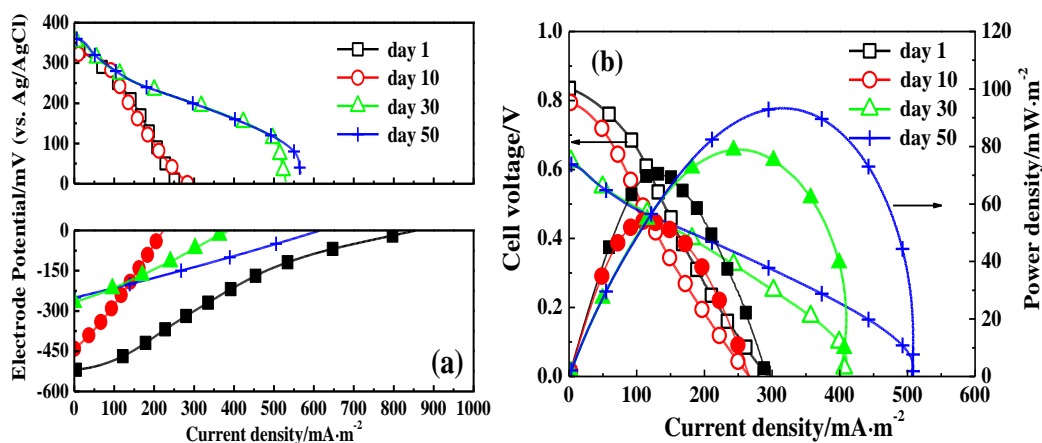 Electrode Potential/mV (vs. Ag/AgCl)
400
300
200
100
0
day 1
day 10
day 30
day 50
0
-150
-300
-450
-600
(a)
0 100 200 300 400 500 600 700 800 900 1000
Current density/mA·m-2
Cell voltage/V
1.0
0.8
0.6
0.4
0.2
0.0
(b)
day 1
day 10
day 30
day 50
120
100
80
60
40
20
0
Power density/mW·m-2
0 100 200 300 400 500 600
Current density/mA·m-2